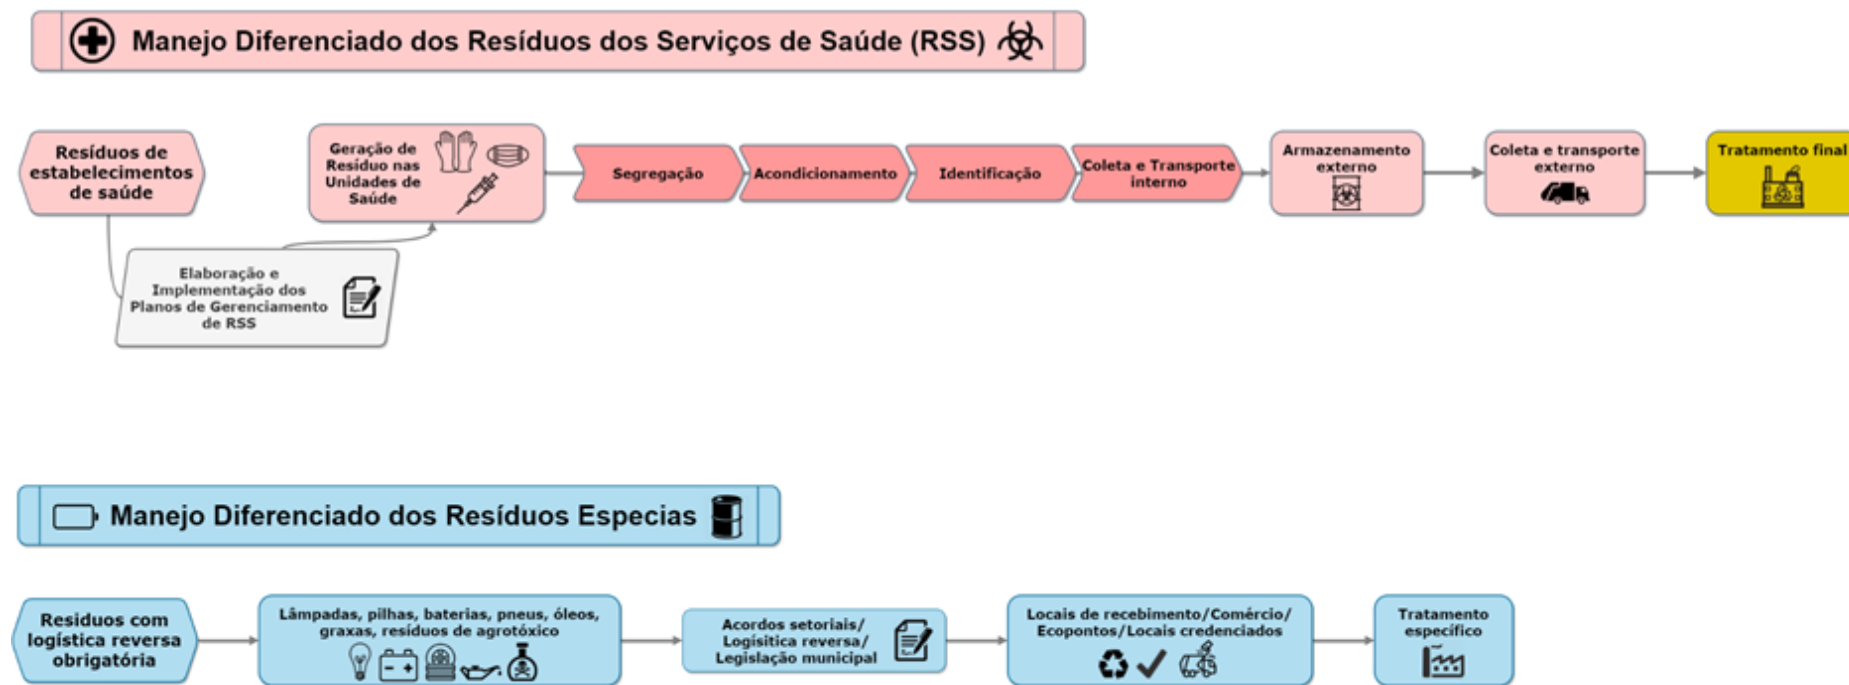 Manejo Diferenciado dos Resíduos dos Serviços de Saúde (RSS)
Resíduos de
estabelecimentos
de saúde
Elaboração e
Implementação dos
Planos de Gerenciamento
de RSS
Geração de
Resíduo nas
Unidades de
Saúde
Segregação
Acondicionamento
Identificação
Coleta e Transporte
interno
Armazenamento
externo
Coleta e transporte
externo
Tratamento final
Manejo Diferenciado dos Resíduos Especias
Residuos com
logística reversa
obrigatória
Lâmpadas, pilhas, baterias, pneus, óleos,
graxas, resíduos de agrotóxico
Acordos setoriais/
Logísitica reversa/
Legislação municipal
Locais de recebimento/Comércio/
Ecopontos/Locais credenciados
Tratamento
específico